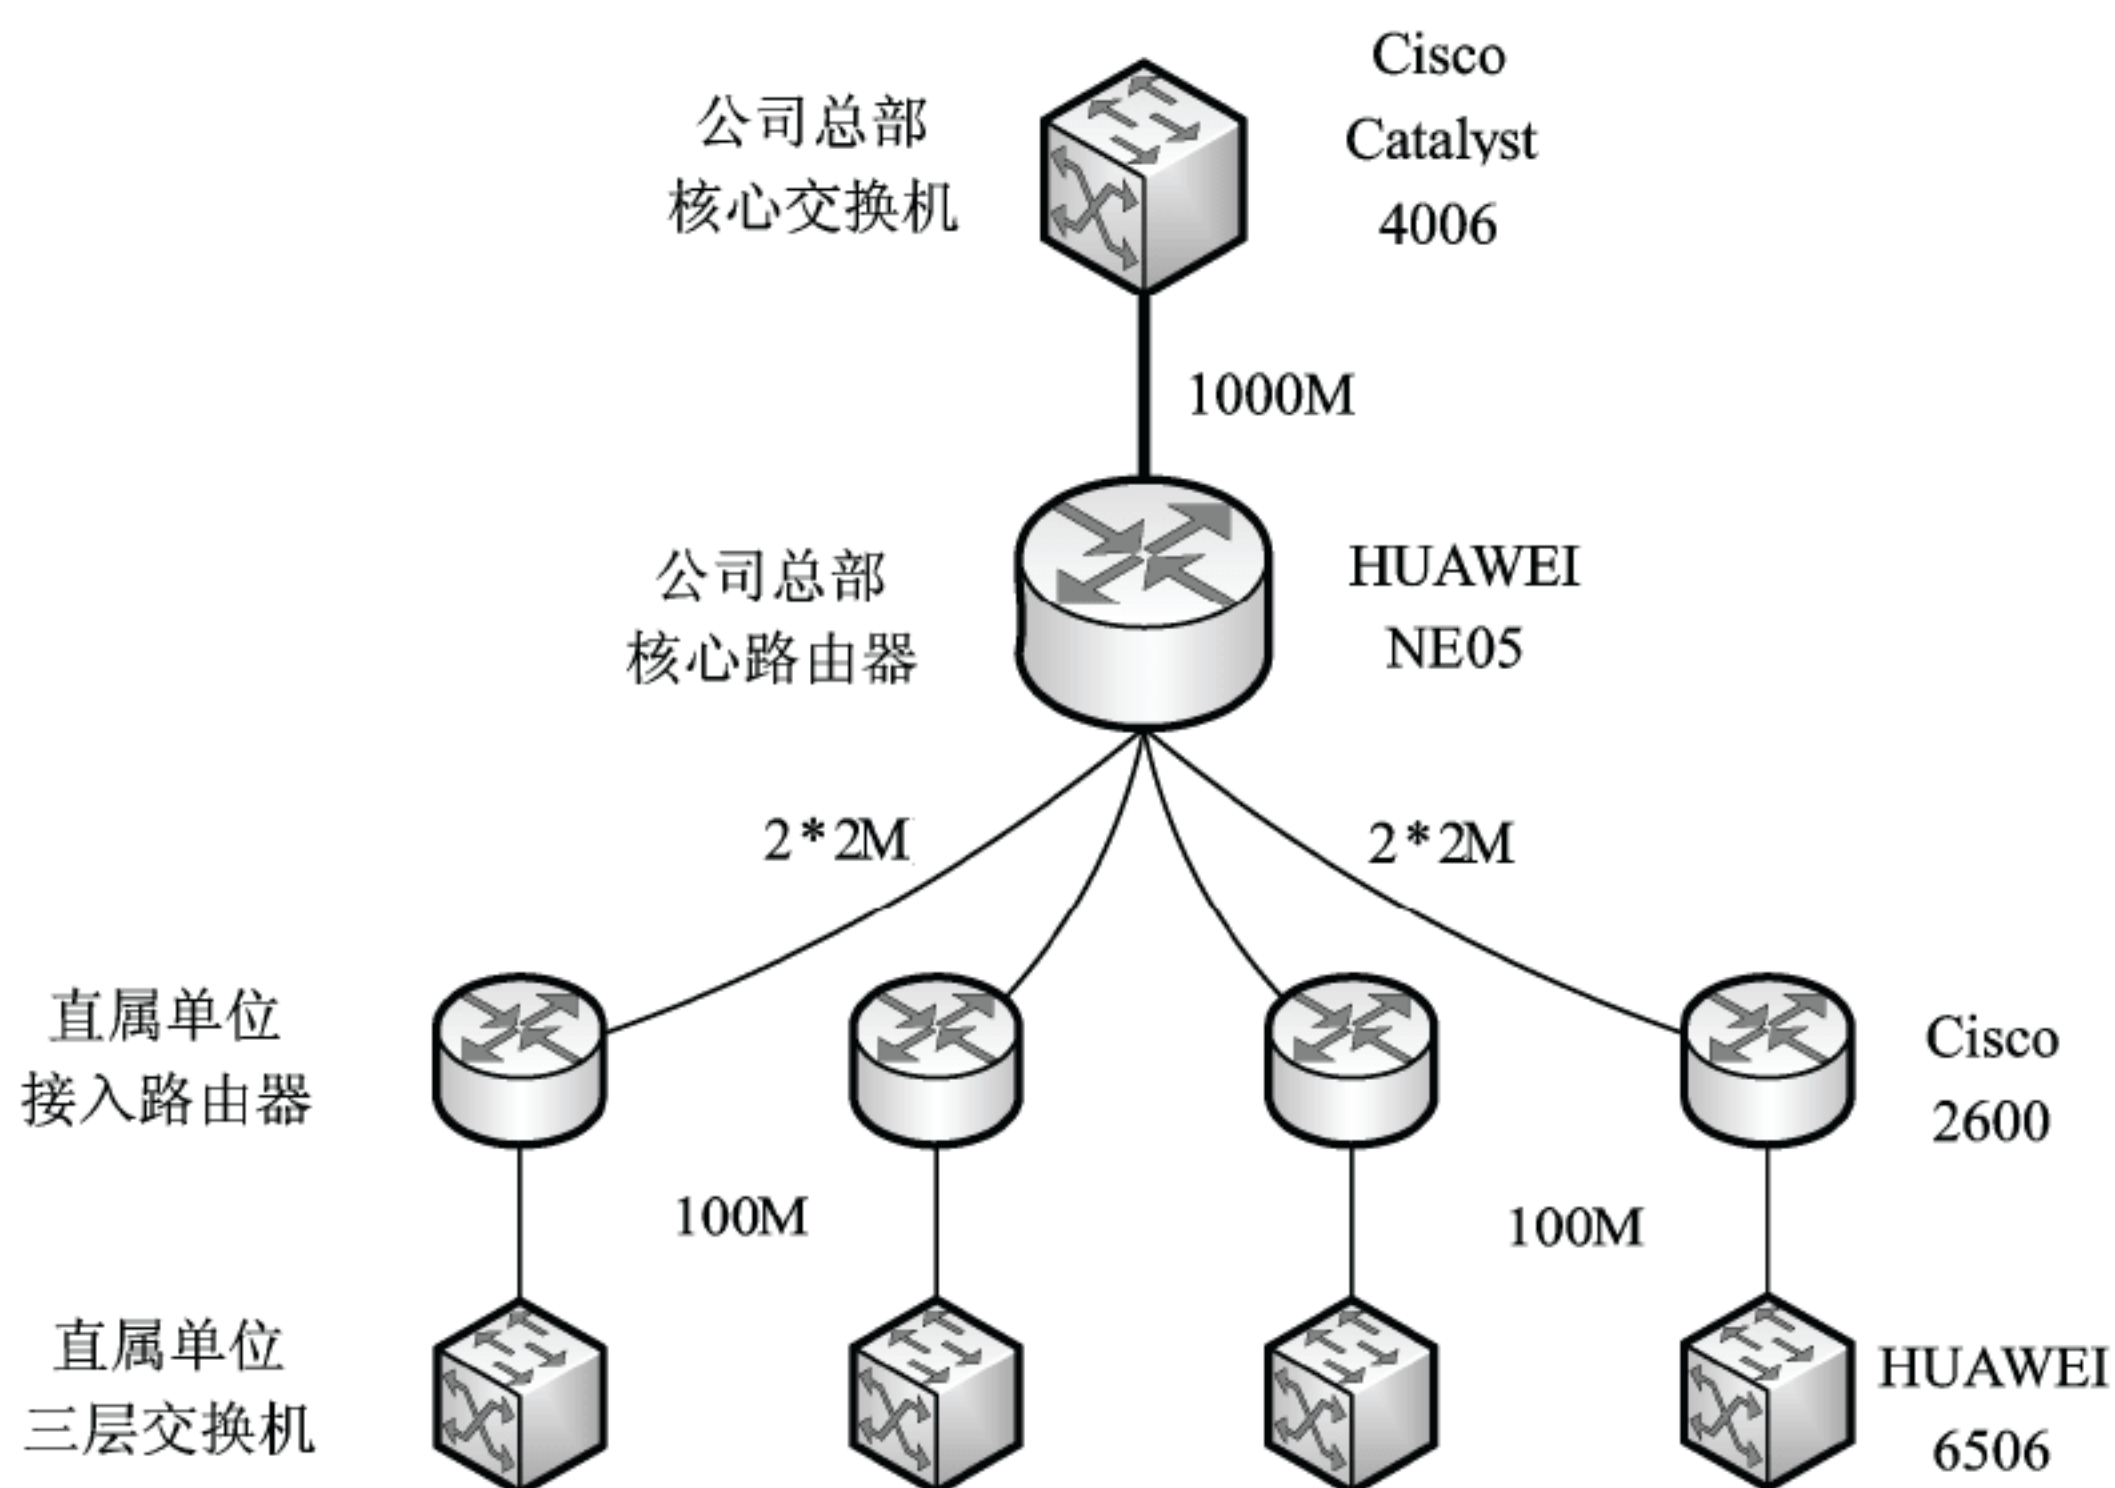 公司总部
核心交换机
Cisco
Catalyst
4006
1000M
公司总部
核心路由器
HUAWEI
NE05
2*2M
2*2M
直属单位
接入路由器
Cisco
2600
100M
100M
直属单位
三层交换机
HUAWEI
6506